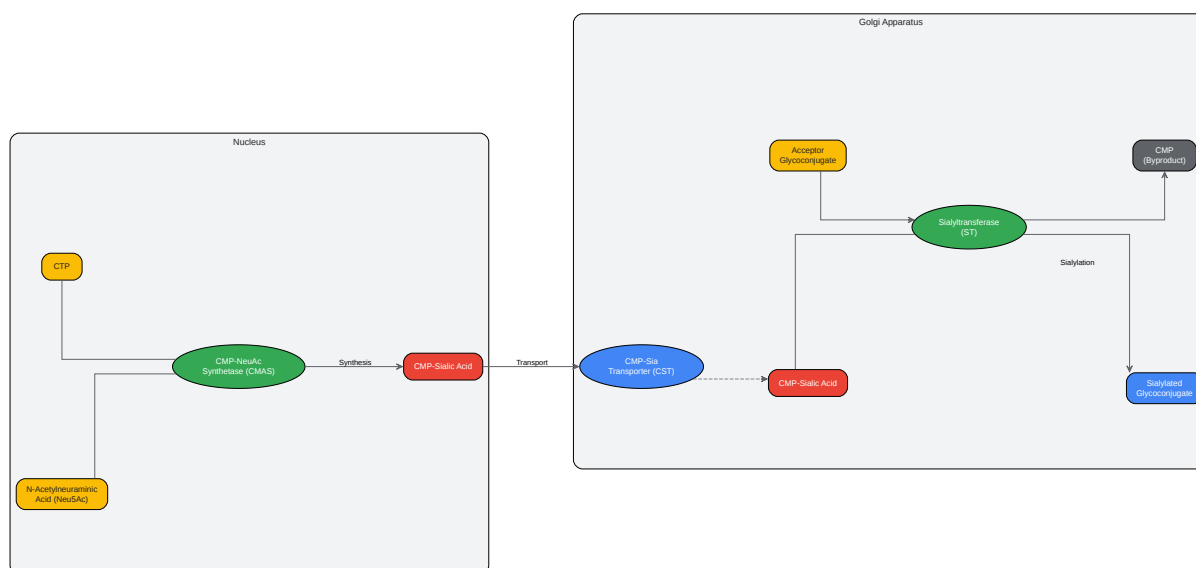 Golgi Apparatus
Nucleus
Acceptor
Glycoconjugate
CMP
(Byproduct)
Sialyltransferase
(ST)
CTP
Sialylation
CMP-NeuAc
Synthetase (CMAS)
Synthesis
CMP-Sialic Acid
Transport
CMP-Sia
Transporter (CST)
CMP-Sialic Acid
Sialylated
Glycoconjugate
N-Acetylneuraminic
Acid (Neu5Ac)